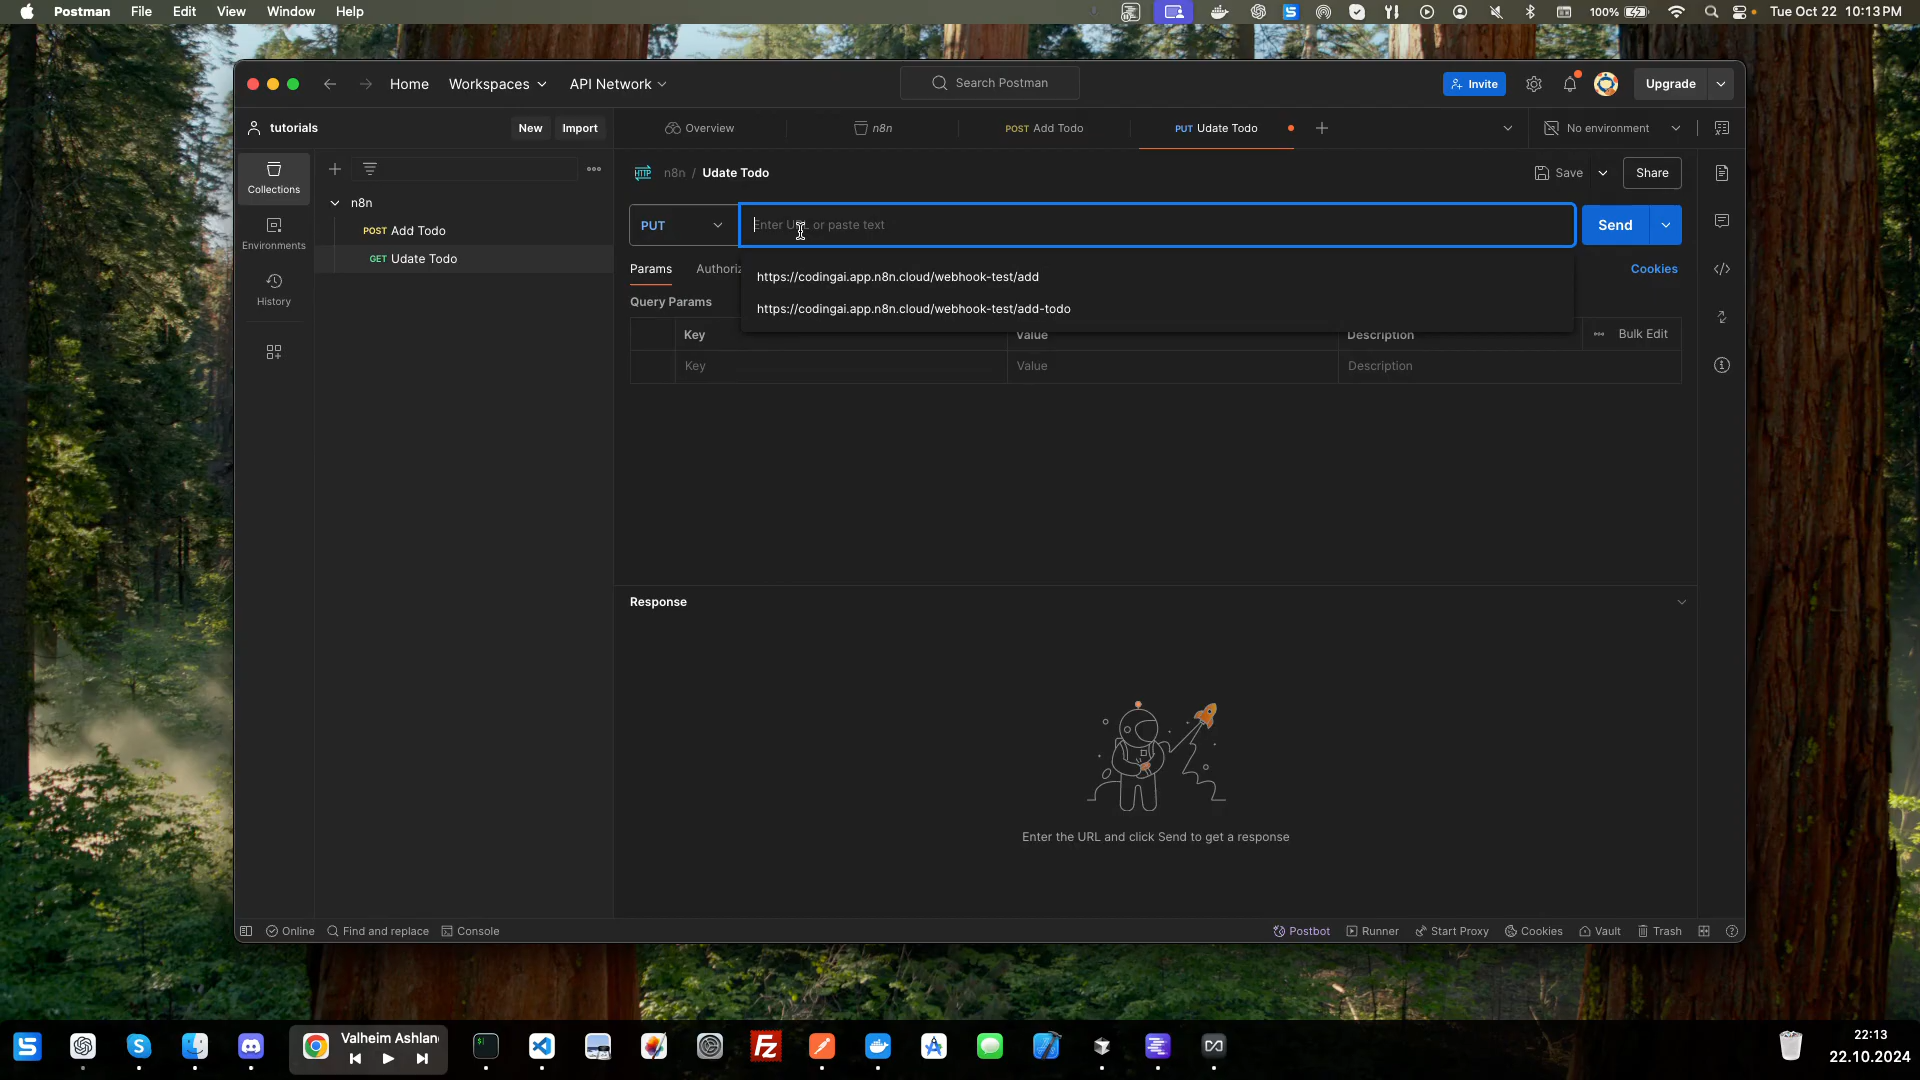 Postman File Edit View Window Help
100%
Tue Oct 22 10:13 PM
Home Workspaces API Network
Search Postman
Invite
Upgrade
tutorials
New Import
Overview
n8n
POST Add Todo
PUT Udate Todo
No environment
Collections
n8n
POST Add Todo
GET Udate Todo
Environments
History
HTTP n8n / Udate Todo
Save
Share
PUT
Enter URL or paste text
Send
https://codingai.app.n8n.cloud/webhook-test/add
https://codingai.app.n8n.cloud/webhook-test/add-todo
Params Authoriz
Cookies
Query Params
Key Value Description Bulk Edit
Key Value Description
Response
Enter the URL and click Send to get a response
Online Find and replace Console
Postbot Runner Start Proxy Cookies Vault Trash
Valheim Ashlan
22:13
22.10.2024